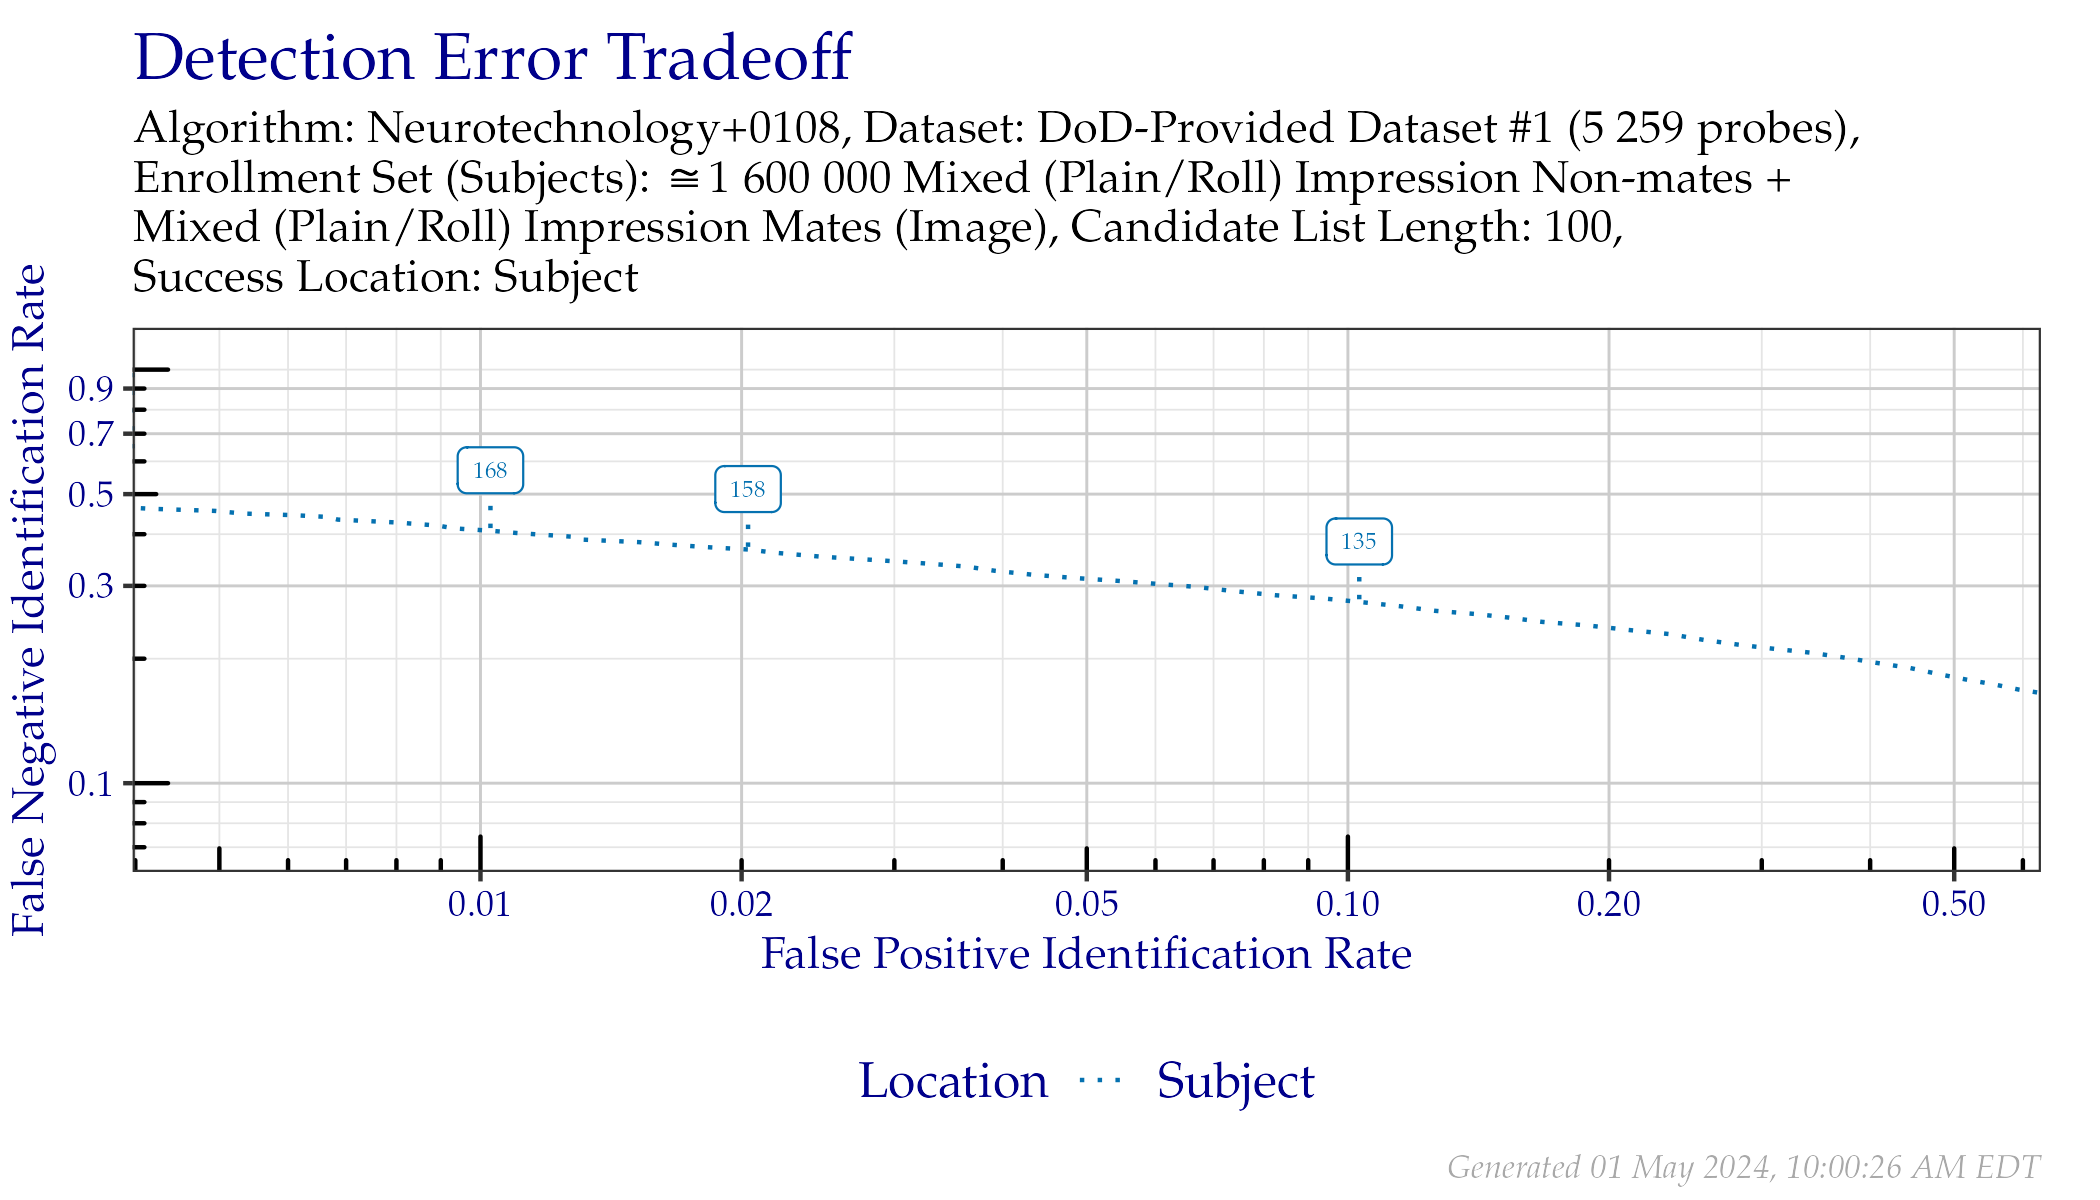 Detection Error Tradeoff
Algorithm: Neurotechnology+0108, Dataset: DoD-Provided Dataset #1 (5 259 probes),
Enrollment Set (Subjects): ≅1 600 000 Mixed (Plain/Roll) Impression Non-mates +
Mixed (Plain/Roll) Impression Mates (Image), Candidate List Length: 100,
Success Location: Subject
False Negative Identification Rate
0.9
0.7
0.5
0.3
0.1
168
158
135
0.01 0.02 0.05 0.10 0.20 0.50
False Positive Identification Rate
Location Subject
Generated 01 May 2024, 10:00:26 AM EDT